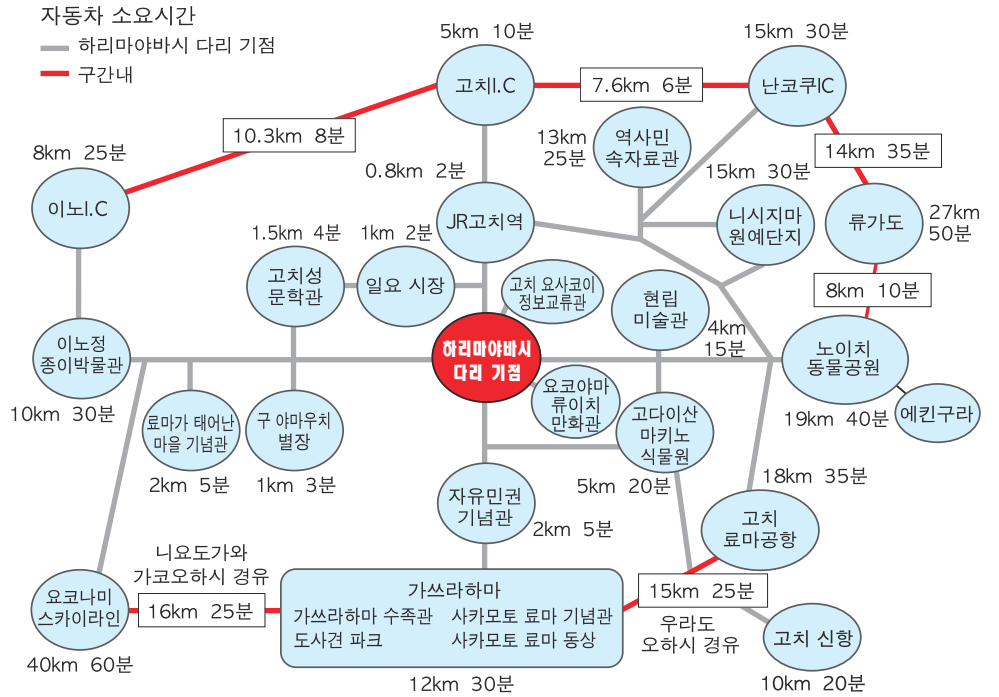 자동차 소요시간
하리마야바시 다리 기점
구간내
5km 10분
고치I.C
7.6km 6분
15km 30분
난코쿠IC
10.3km 8분
8km 25분
이노I.C
13km
25분
역사민
속자료관
14km 35분
0.8km 2분
JR고치역
15km 30분
니시지마
원예단지
류가도
27km
50분
1.5km 4분
고치성
문학관
1km 2분
일요 시장
고치 요사코이
정보교류관
현립
미술관
8km 10분
4km
15분
이노정
종이박물관
10km 30분
하리마야바시
다리 기점
노이치
동물공원
19km 40분
에킨구라
료마가 태어난
마을 기념관
2km 5분
구 야마우치
별장
1km 3분
요코야마
류이치
만화관
고다이산
마키노
식물원
5km 20분
18km 35분
고치
료마공항
자유민권
기념관
2km 5분
니요도가와
가코오하시 경유
요코나미
스카이라인
40km 60분
16km 25분
가쓰라하마
가쓰라하마 수족관
사카모토 료마 기념관
도사견 파크
사카모토 료마 동상
12km 30분
15km 25분
우라도
오하시 경유
고치 신항
10km 20분